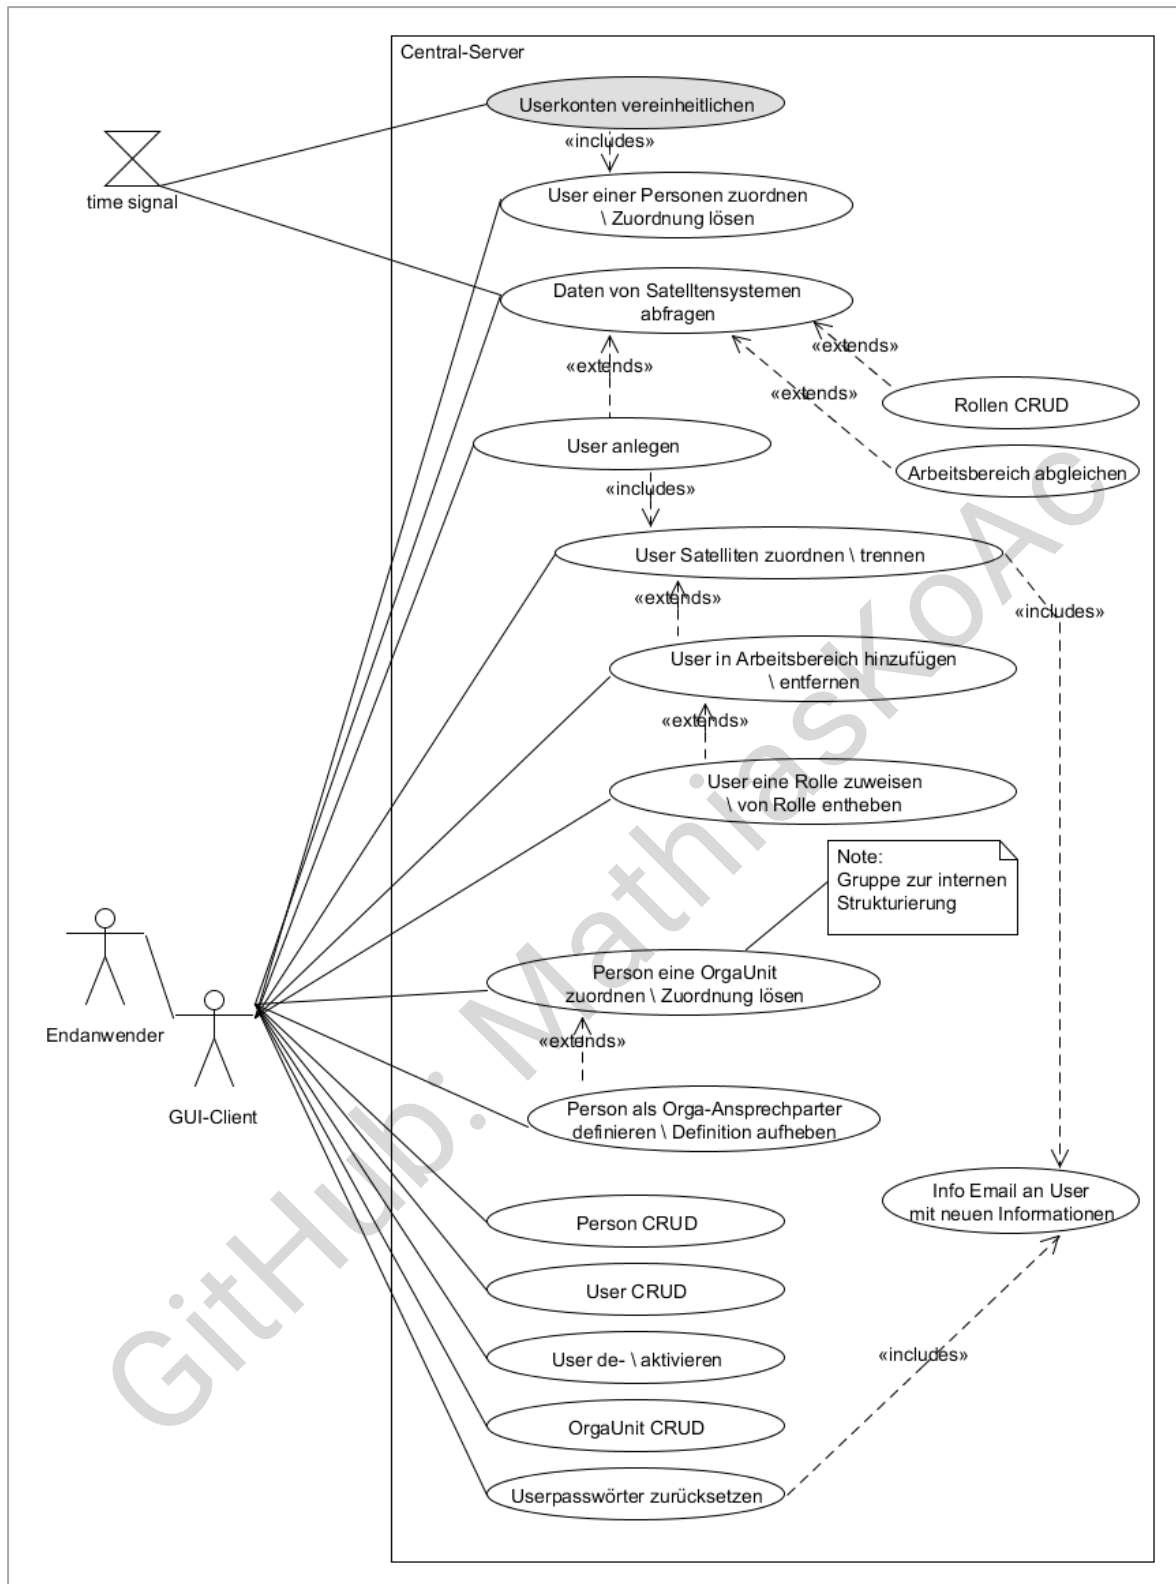 Central-Server
Userkonten vereinheitlichen
«includes»
time signal
User einer Personen zuordnen
\ Zuordnung lösen
Daten von Satelltensystemen
abfragen
«extends»
«extends»
«extends»
Rollen CRUD
User anlegen
Arbeitsbereich abgleichen
«includes»
User Satelliten zuordnen \ trennen
«extends»
«includes»
User in Arbeitsbereich hinzufügen
\ entfernen
«extends»
User eine Rolle zuweisen
\ von Rolle entheben
Note:
Gruppe zur internen
Strukturierung
Person eine OrgaUnit
zuordnen \ Zuordnung lösen
Endanwender
«extends»
GUI-Client
Person als Orga-Ansprechparter
definieren \ Definition aufheben
Info Email an User
mit neuen Informationen
Person CRUD
User CRUD
User de- \ aktivieren
«includes»
OrgaUnit CRUD
Userpasswörter zurücksetzen
GitHub: MathiasKoAc